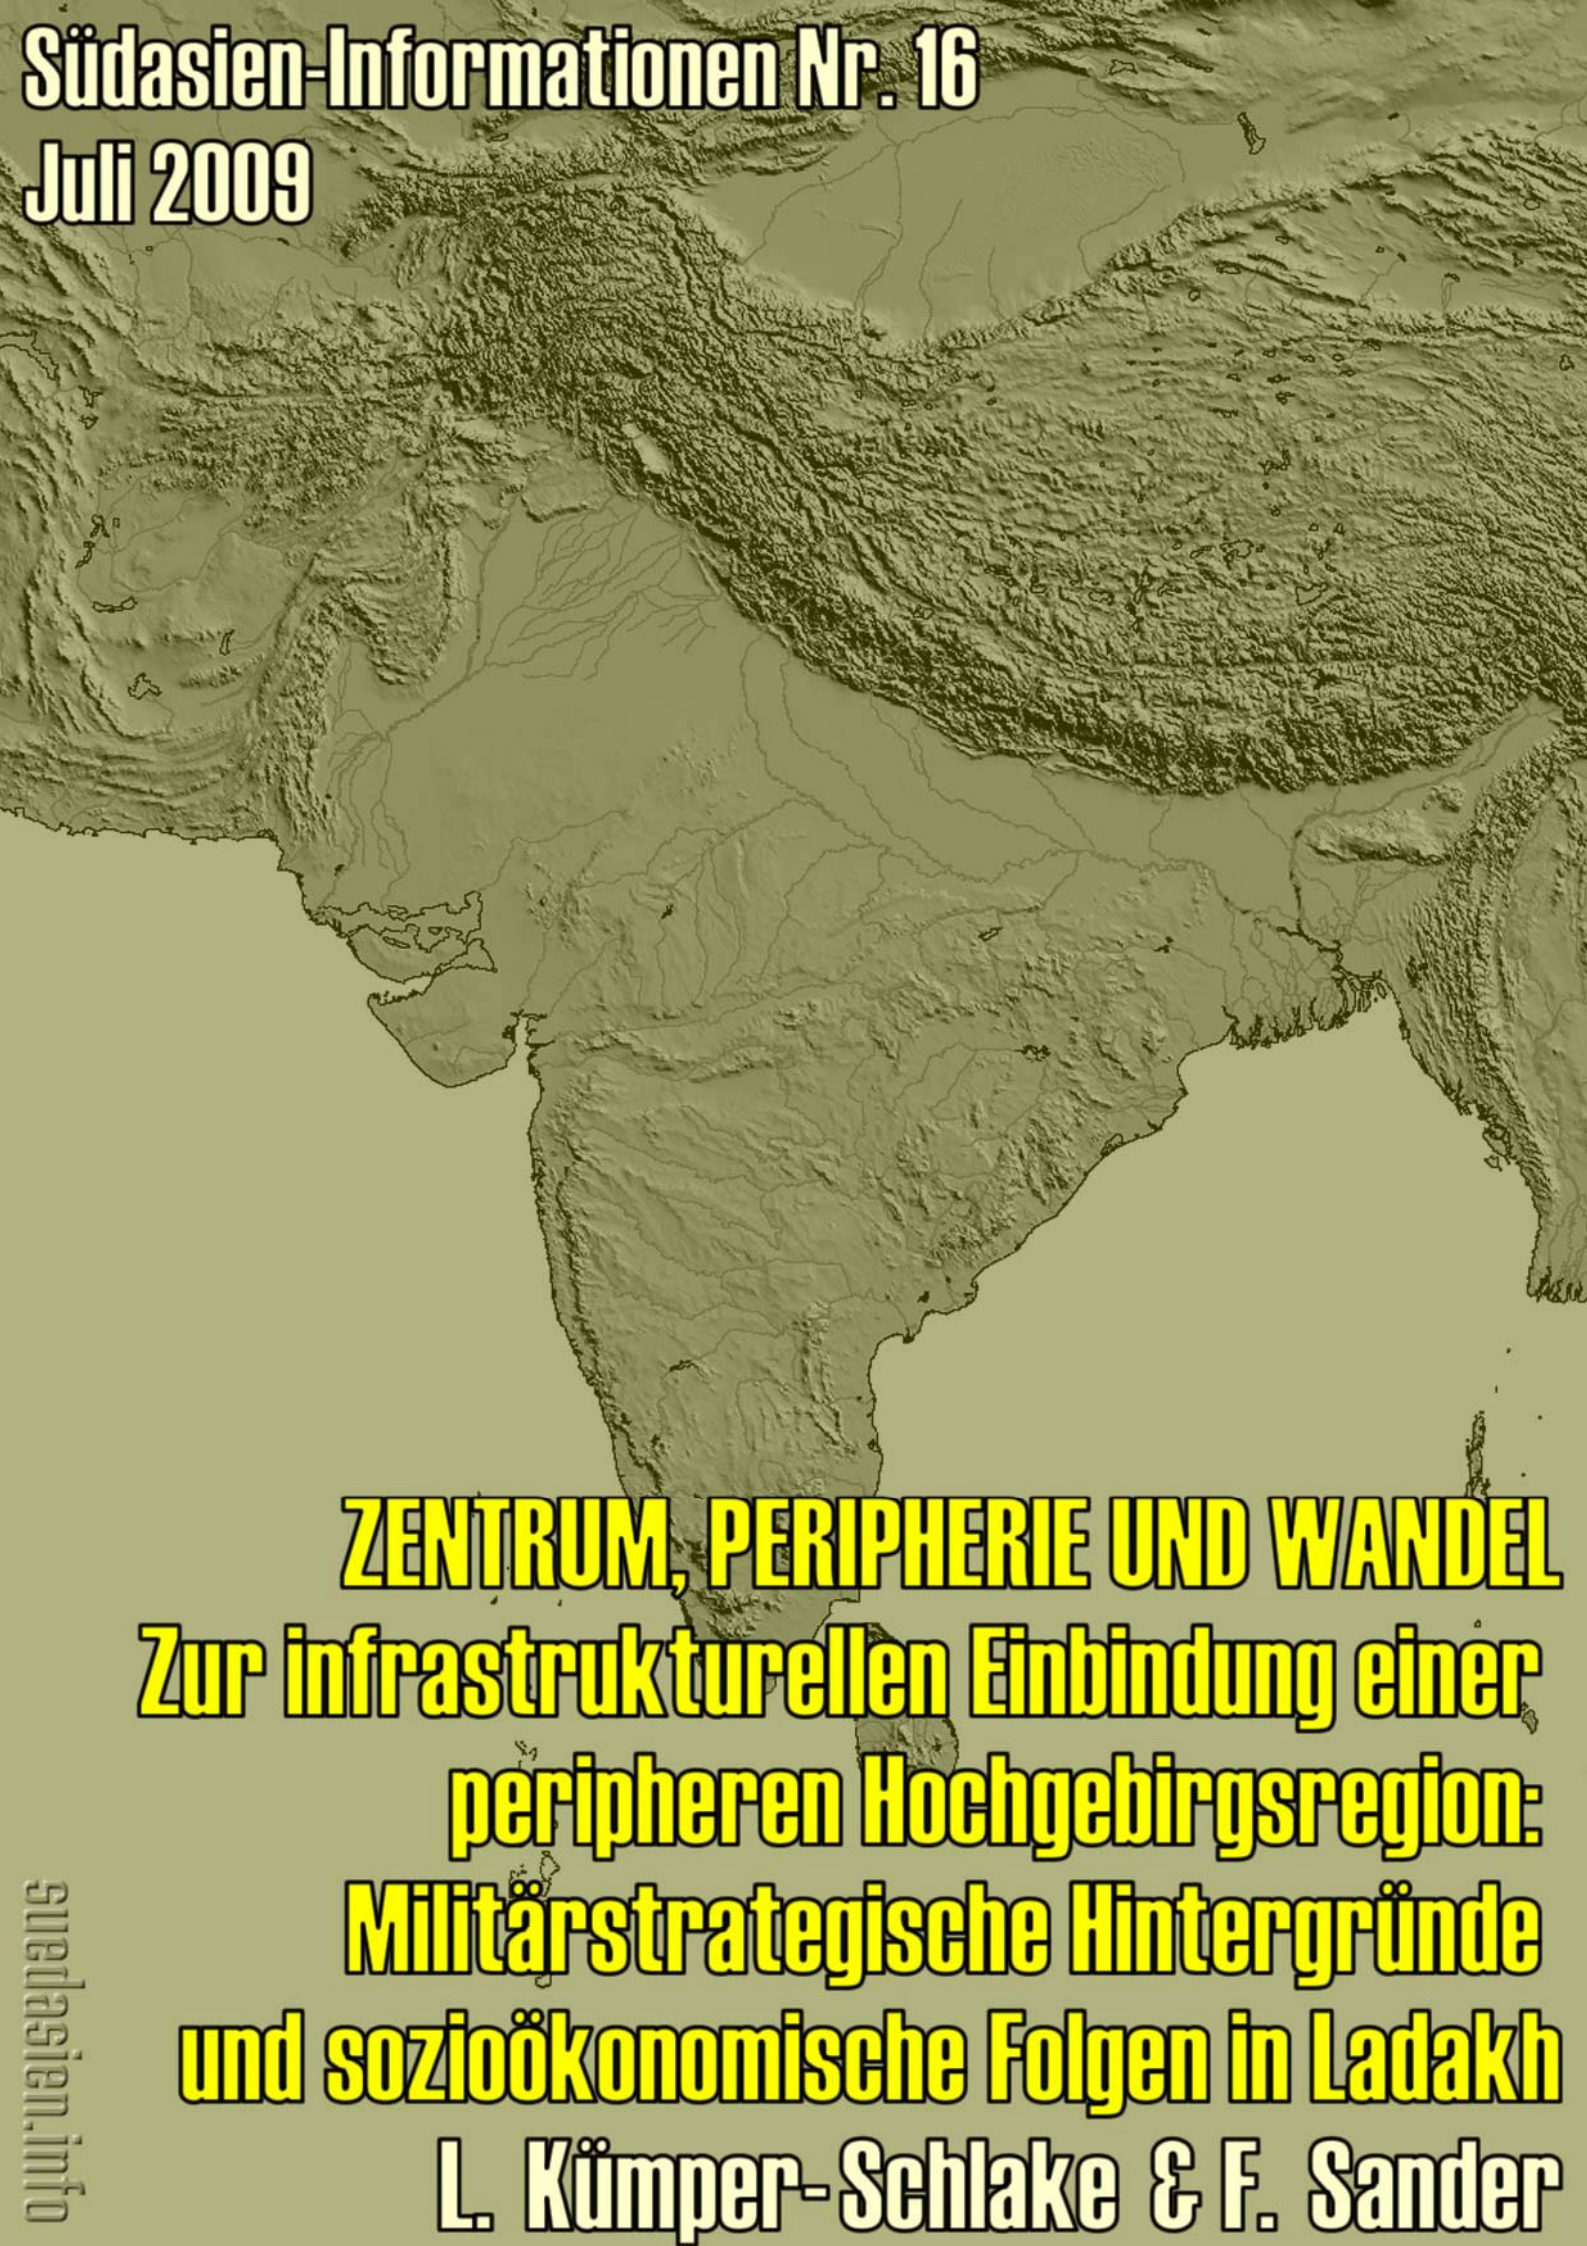 Südasien-Informationen Nr. 16
Juli 2009
ZENTRUM, PERIPHERIE UND WANDEL
Zur infrastrukturellen Einbindung einer
peripheren Hochgebirgsregion:
Militärstrategische Hintergründe
und sozioökonomische Folgen in Ladakh
L. Kümper-Schlake & F. Sander
suedasien.info